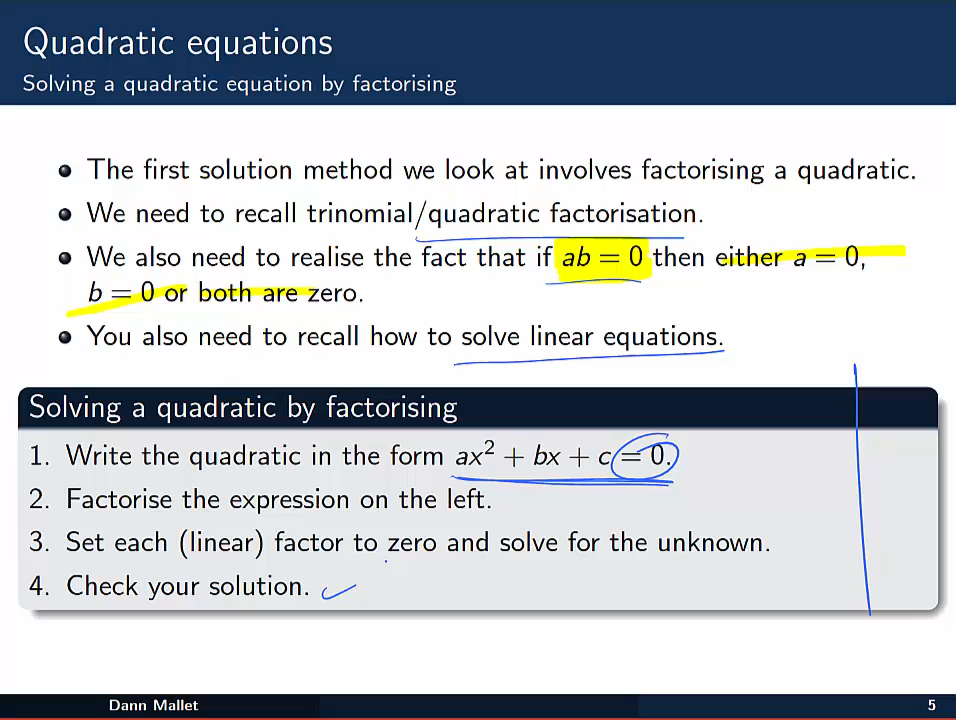 Quadratic equations
Solving a quadratic equation by factorising
The first solution method we look at involves factorising a quadratic.
We need to recall trinomial/quadratic factorisation.
We also need to realise the fact that if ab = 0 then either a = 0,
b = 0 or both are zero.
You also need to recall how to solve linear equations.
Solving a quadratic by factorising
1. Write the quadratic in the form ax² + bx + c = 0.
2. Factorise the expression on the left.
3. Set each (linear) factor to zero and solve for the unknown.
4. Check your solution.
Dann Mallet
5